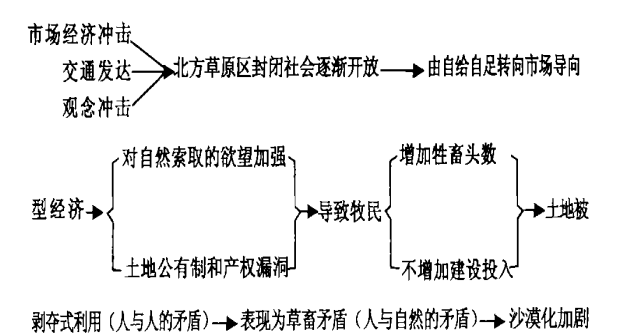 市场经济冲击
交通发达
观念冲击
北方草原区封闭社会逐渐开放
由自给自足转向市场导向
型经济
对自然索取的欲望加强
土地公有制和产权漏洞
导致牧民
增加牲畜头数
不增加建设投入
土地被
剥夺式利用(人与人的矛盾)
表现为草畜矛盾(人与自然的矛盾)
沙漠化加剧